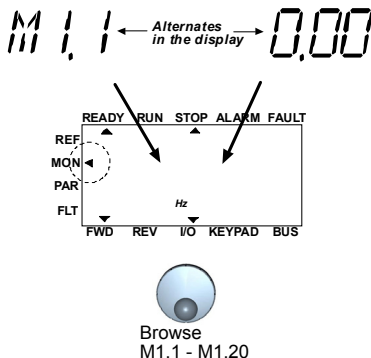 M1.1 Alternates in the display 0.00
READY RUN STOP ALARM FAULT
REF
MON
PAR
FLT
Hz
FWD REV I/O KEYPAD BUS
Browse
M1.1 - M1.20